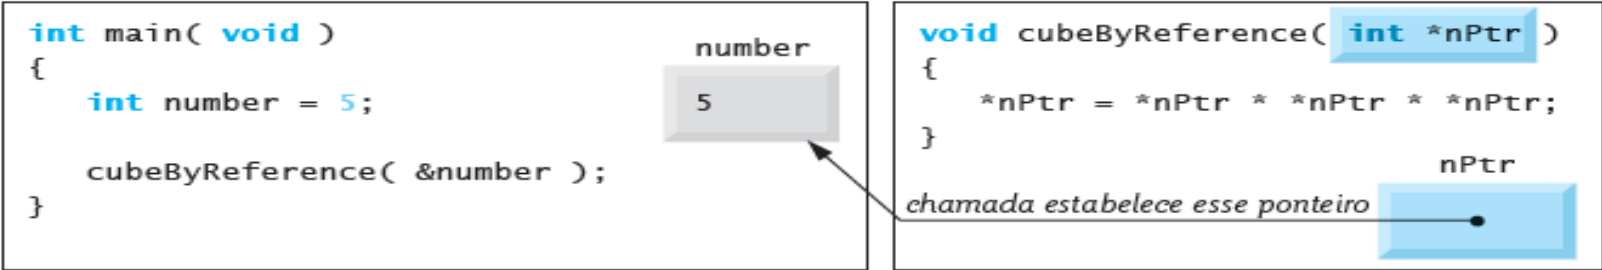 int main( void )
{
int number = 5;
cubeByReference( &number );
}
number
5
void cubeByReference( int *nPtr )
{
*nPtr = *nPtr * *nPtr * *nPtr;
}
nPtr
chamada estabelece esse ponteiro